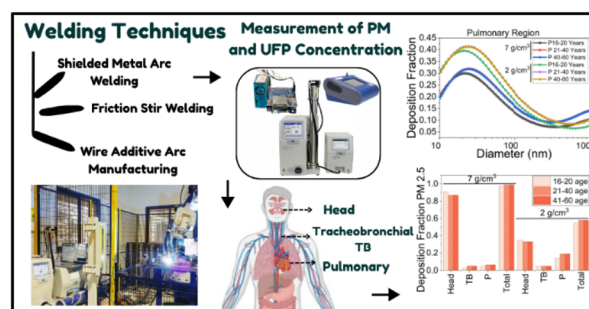 Welding Techniques
Shielded Metal Arc
Welding
Friction Stir Welding
Wire Additive Arc
Manufacturing
Measurement of PM
and UFP Concentration
Head
Tracheobronchial
TB
Pulmonary
Pulmonary Region
Deposition Fraction
0.45
0.40
0.35
0.30
0.25
0.20
0.15
0.10
0.05
7 g/cm³
P16-20 Years
P 21-40 Years
P 40-60 Years
2 g/cm³
P16-20 Years
P 21-40 Years
P 40-60 Years
10
100
Diameter (nm)
Deposition Fraction PM 2.5
1.0
0.8
0.6
0.4
0.2
0.0
7 g/cm³
16-20 age
21-40 age
41-60 age
2 g/cm³
Head
TB
P
Total
Head
TB
P
Total